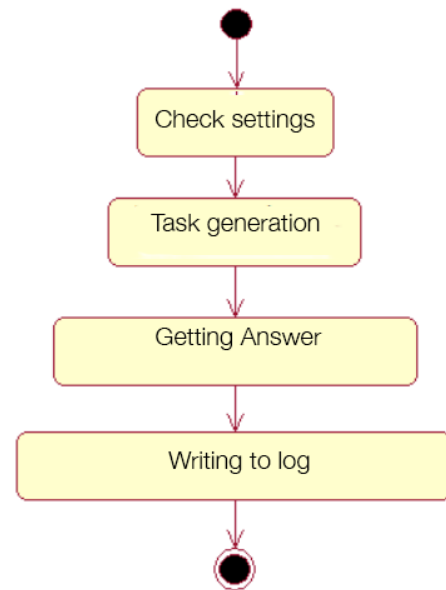 Check settings
Task generation
Getting Answer
Writing to log